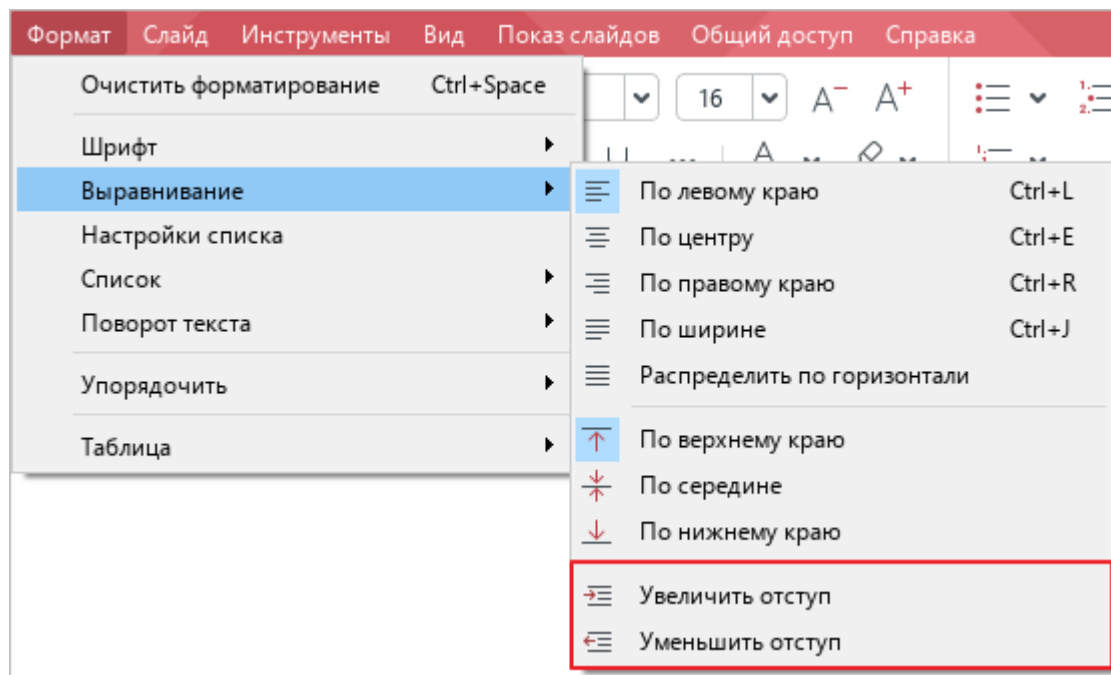 Формат Слайд Инструменты Вид Показ слайдов Общий доступ Справка
Очистить форматирование Ctrl+Space
16 A− A+
Шрифт
Выравнивание
Настройки списка
Список
Поворот текста
Упорядочить
Таблица
По левому краю Ctrl+L
По центру Ctrl+E
По правому краю Ctrl+R
По ширине Ctrl+J
Распределить по горизонтали
По верхнему краю
По середине
По нижнему краю
Увеличить отступ
Уменьшить отступ